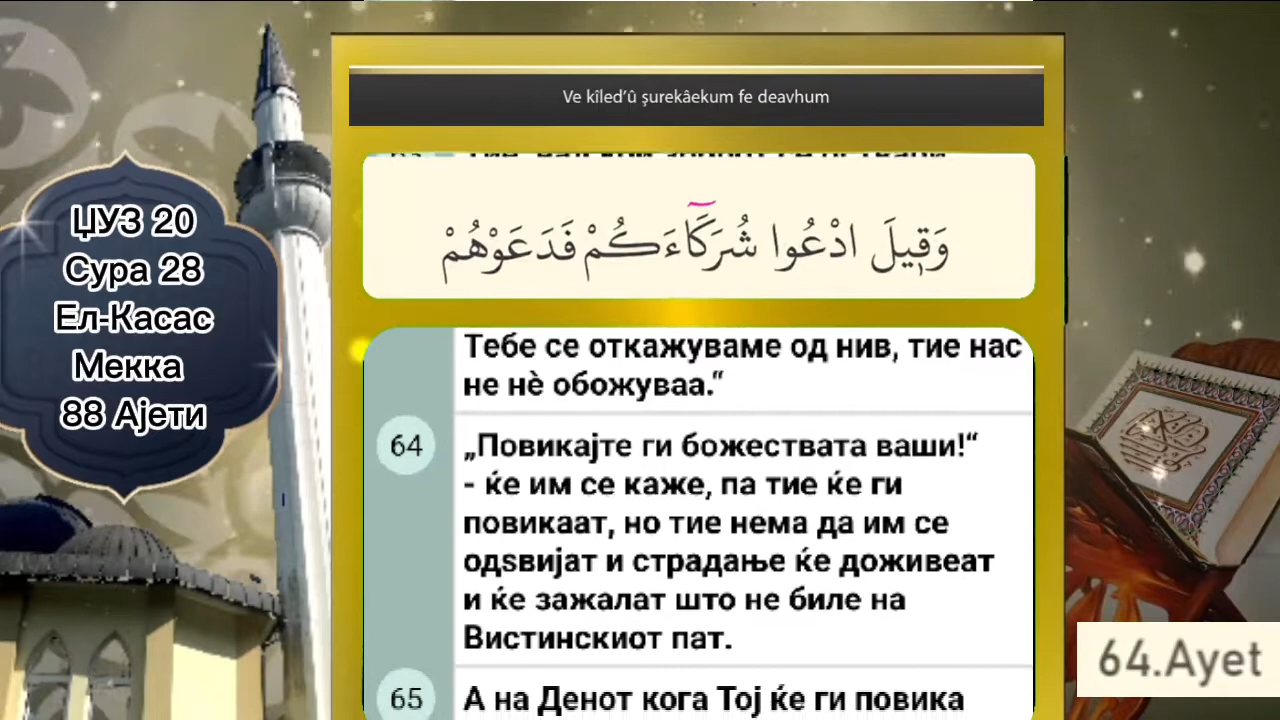 ЏУЗ 20
Сура 28
Ел-Касас
Мекка
88 Ајети
Ve kîled’û şurekâekum fe deavhum
وَقِيلَ ادْعُوا شُرَكَٓاءَكُمْ فَدَعَوْهُمْ
Тебе се откажуваме од нив, тие нас
не нѐ обожуваа.“
64
„Повикајте ги божествата ваши!“
- ќе им се каже, па тие ќе ги
повикаат, но тие нема да им се
одѕвијат и страдање ќе доживеат
и ќе зажалат што не биле на
Вистинскиот пат.
65
А на Денот кога Тој ќе ги повика
64.Ayet